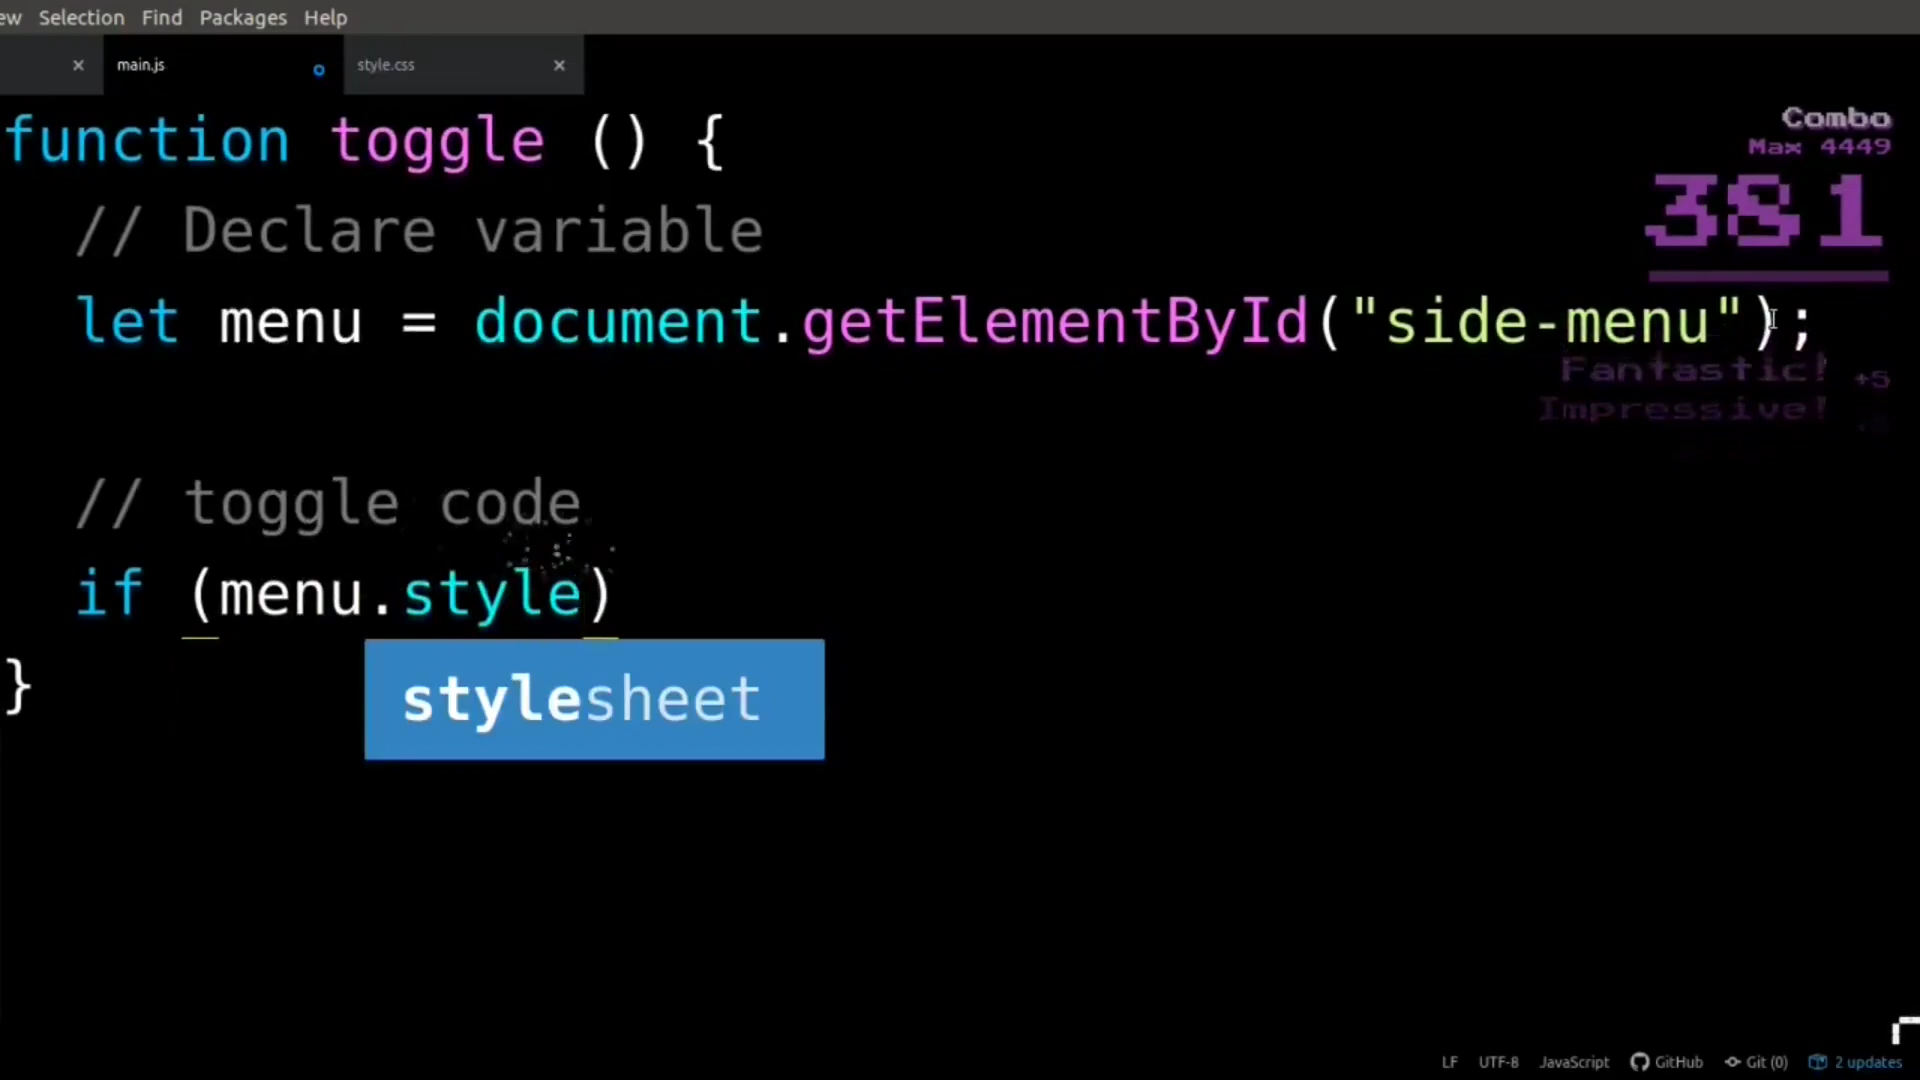 ew Selection Find Packages Help
main.js style.css
function toggle () {
Combo
Max 4449
381
// Declare variable
let menu = document.getElementById("side-menu");
Fantastic! +5
Impressive!
// toggle code
if (menu.style)
stylesheet
}
LF UTF-8 JavaScript GitHub Git (0) 2 updates